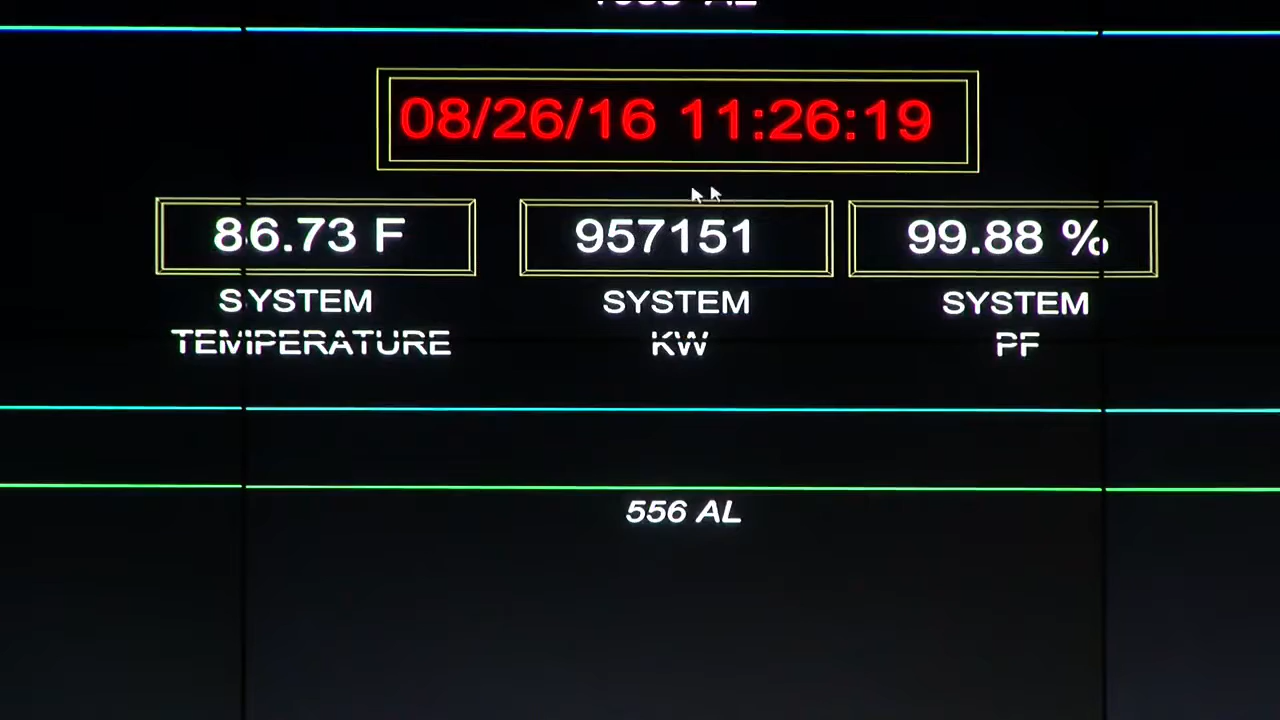 08/26/16 11:26:19
86.73 F 957151 99.88 %
SYSTEM SYSTEM SYSTEM
TEMPERATURE KW PF
556 AL